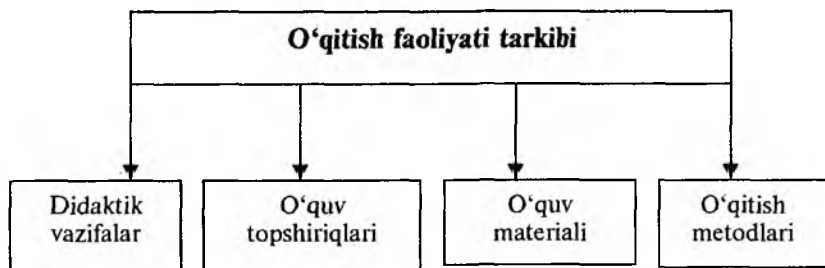 O‘qitish faoliyati tarkibi
Didaktik
vazifalar
O‘quv
topshiriqlari
O‘quv
materiali
O‘qitish
metodlari